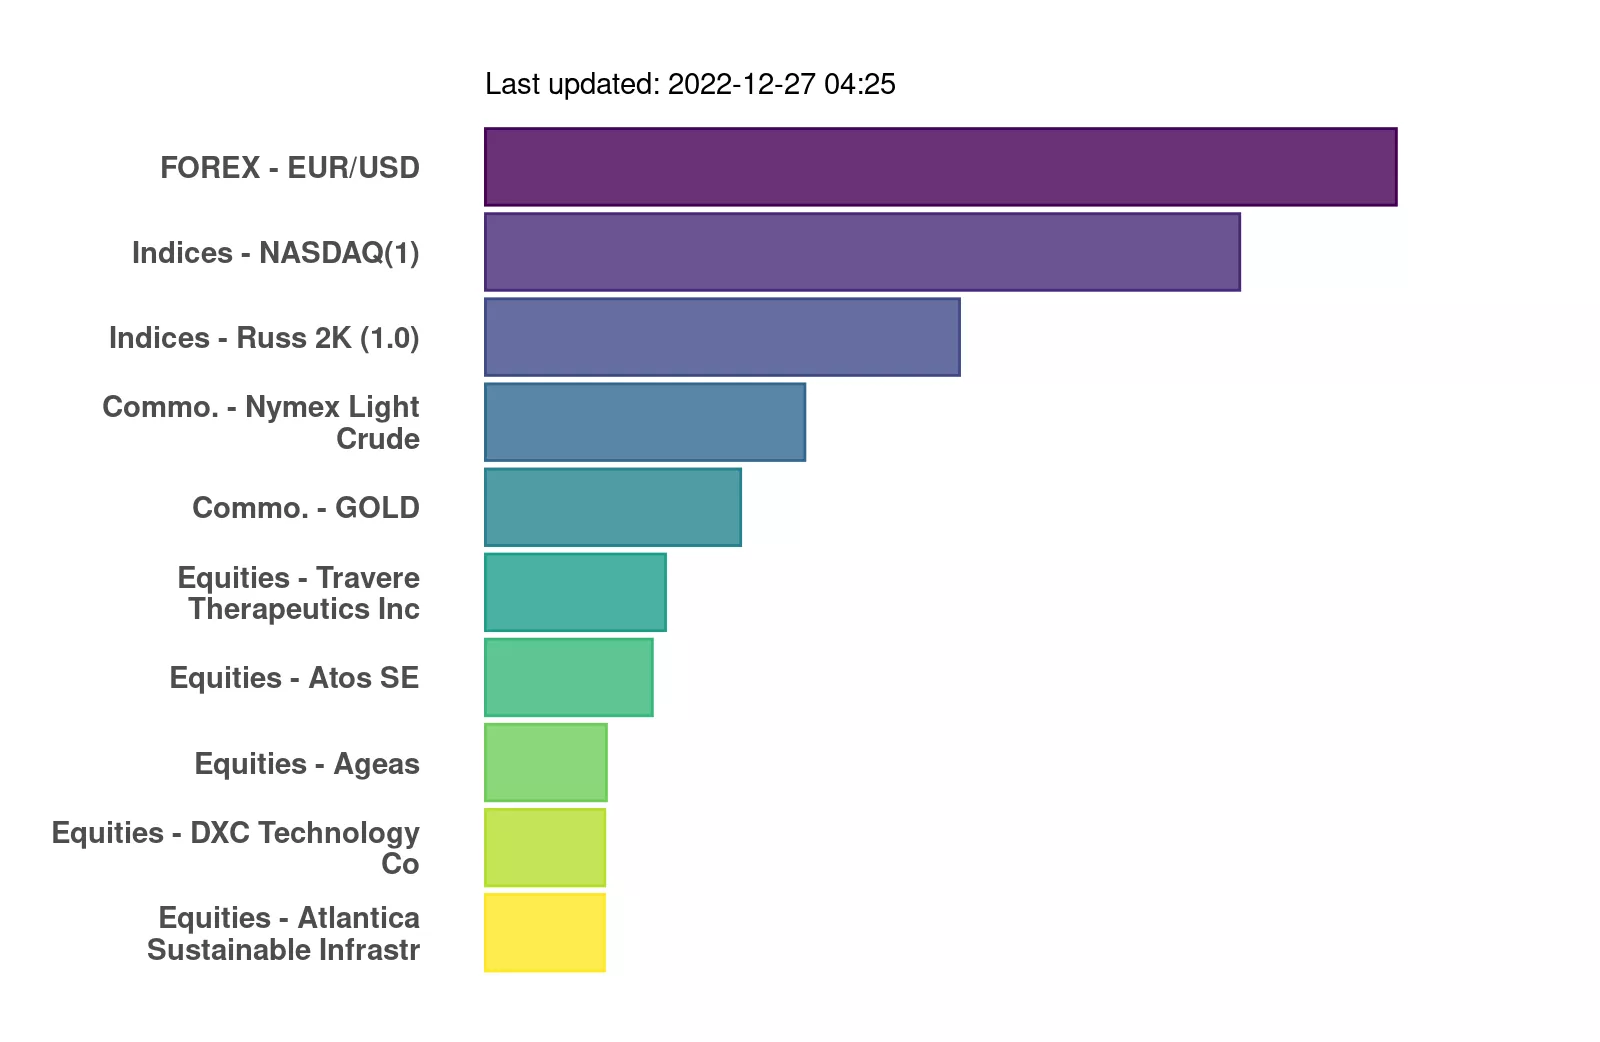 Last updated: 2022-12-27 04:25
FOREX - EUR/USD
Indices - NASDAQ(1)
Indices - Russ 2K (1.0)
Commo. - Nymex Light
Crude
Commo. - GOLD
Equities - Travere
Therapeutics Inc
Equities - Atos SE
Equities - Ageas
Equities - DXC Technology
Co
Equities - Atlantica
Sustainable Infrastr